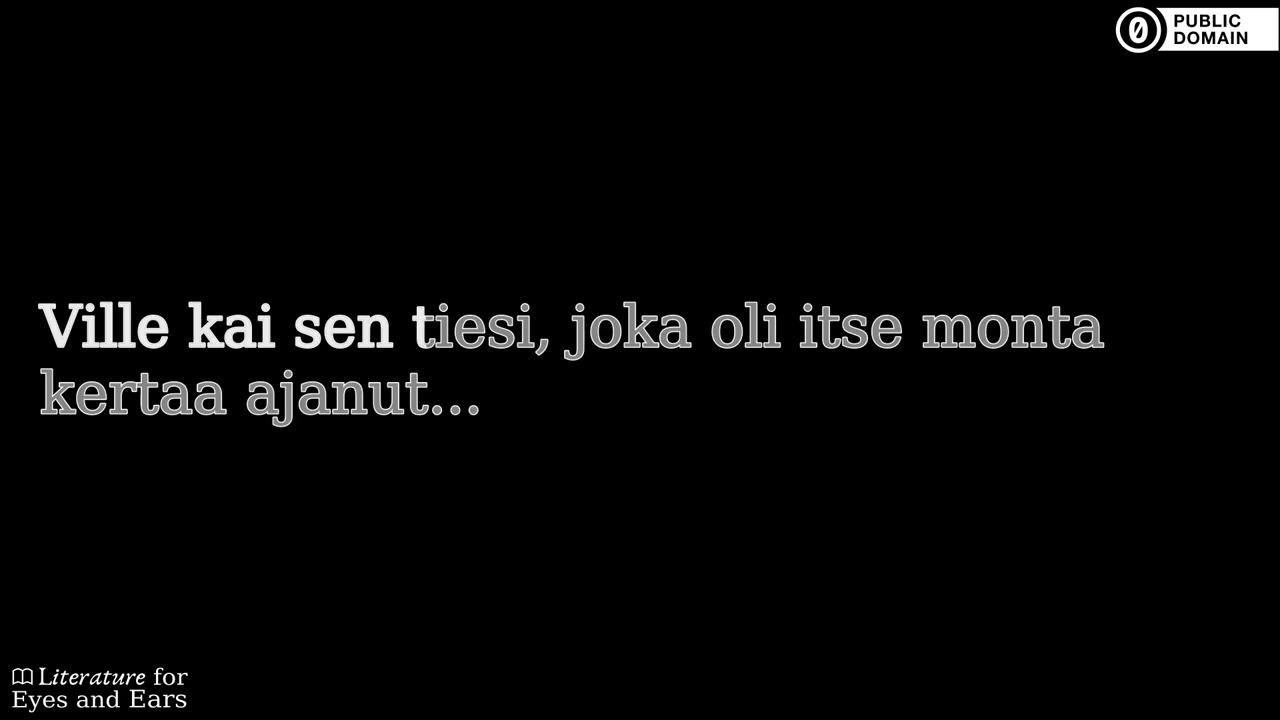 PUBLIC
DOMAIN
Ville kai sen tiesi, joka oli itse monta
kertaa ajanut...
Literature for
Eyes and Ears